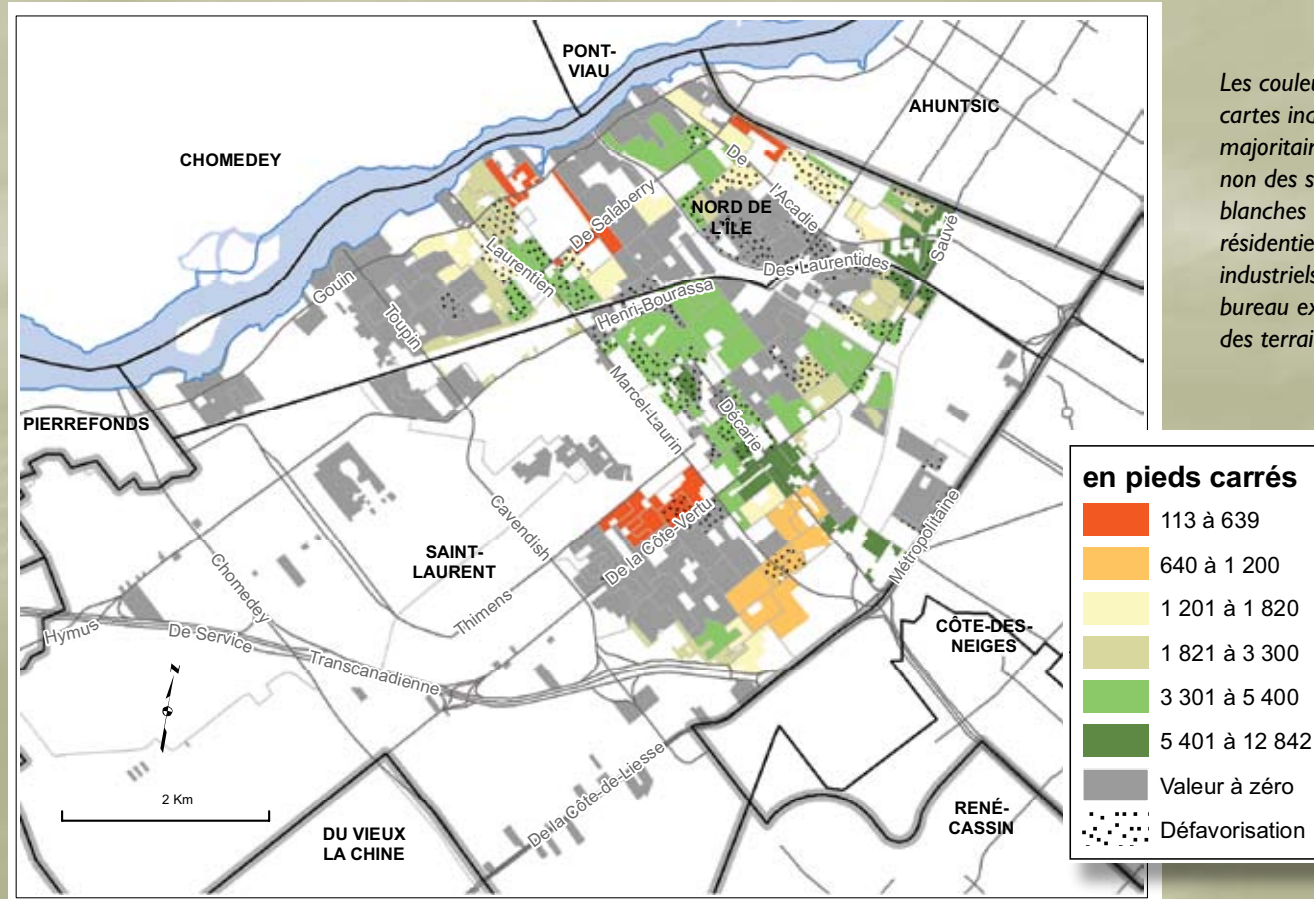 PONT-
VIAU
AHUNTSIC
CHOMEDEY
De
l'Acadie
De Salaberry
NORD DE
L'ÎLE
Sauvé
Laurentien
Des Laurentides
Gouin
Henri-Bourassa
Toupin
Marcel-Laurin
Décarie
PIERREFONDS
Cavendish
Métropolitaine
De la Côte-Vertu
SAINT-
LAURENT
Chomedey
Thimens
Hymus
De Service
Transcanadienne
CÔTE-DES-
NEIGES
2 Km
De la Côte-de-Liesse
DU VIEUX
LA CHINE
RENÉ-
CASSIN
Les couleu
cartes inc
majoritair
non des s
blanches
résidentie
industriels
bureau ex
des terrai
en pieds carrés
113 à 639
640 à 1 200
1 201 à 1 820
1 821 à 3 300
3 301 à 5 400
5 401 à 12 842
Valeur à zéro
Défavorisation